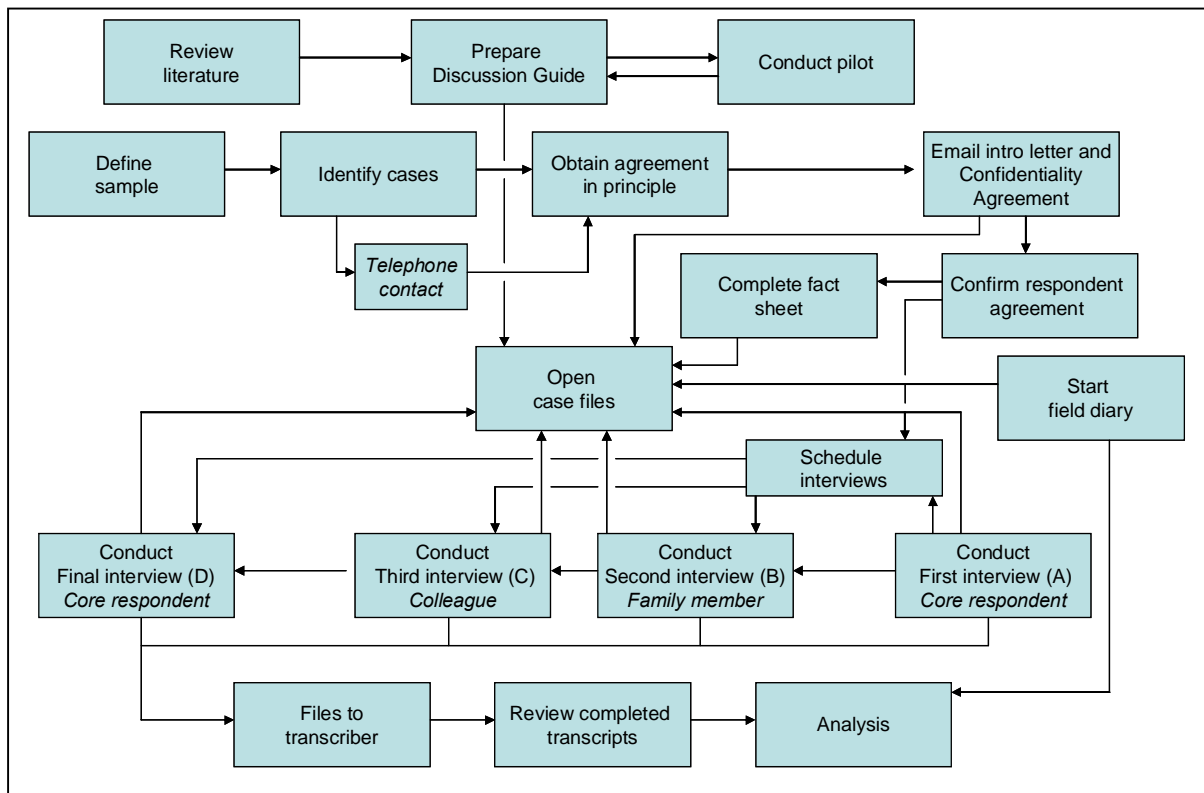 Review
literature
Prepare
Discussion Guide
Conduct pilot
Define
sample
Identify cases
Obtain agreement
in principle
Email intro letter and
Confidentiality
Agreement
Telephone
contact
Complete fact
sheet
Confirm respondent
agreement
Open
case files
Start
field diary
Schedule
interviews
Conduct
Final interview (D)
Core respondent
Conduct
Third interview (C)
Colleague
Conduct
Second interview (B)
Family member
Conduct
First interview (A)
Core respondent
Files to
transcriber
Review completed
transcripts
Analysis